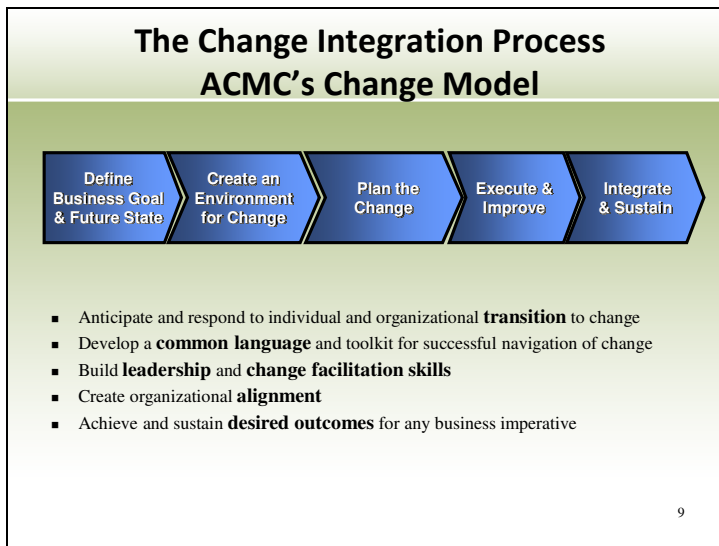 The Change Integration Process
ACMC's Change Model
Define
Business Goal
& Future State
Create an
Environment
for Change
Plan the
Change
Execute &
Improve
Integrate
& Sustain
▪ Anticipate and respond to individual and organizational transition to change
▪ Develop a common language and toolkit for successful navigation of change
▪ Build leadership and change facilitation skills
▪ Create organizational alignment
▪ Achieve and sustain desired outcomes for any business imperative
9